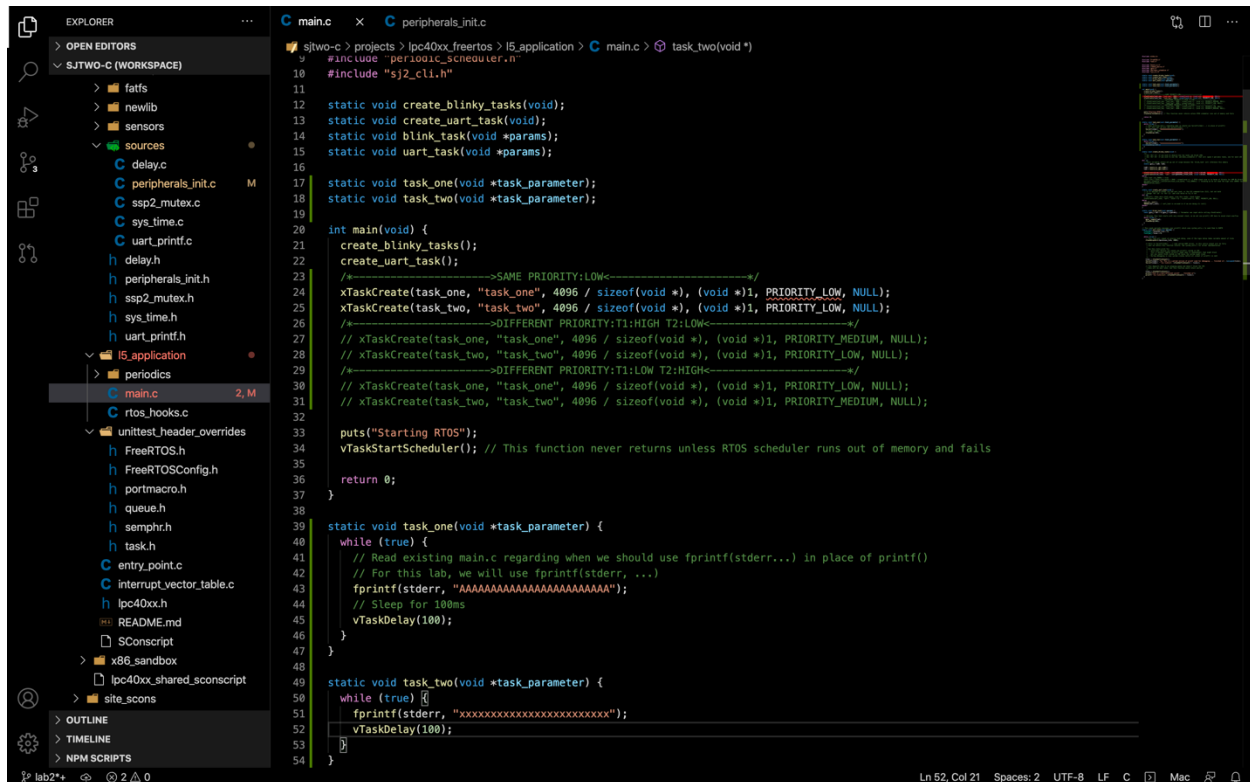 EXPLORER
···
OPEN EDITORS
SJTWO-C (WORKSPACE)
fatfs
newlib
sensors
sources
C delay.c
C peripherals_init.c M
C ssp2_mutex.c
C sys_time.c
C uart_printf.c
h delay.h
h peripherals_init.h
h ssp2_mutex.h
h sys_time.h
h uart_printf.h
l5_application
periodics
C main.c 2, M
C rtos_hooks.c
unittest_header_overrides
h FreeRTOS.h
h FreeRTOSConfig.h
h portmacro.h
h queue.h
h semphr.h
h task.h
C entry_point.c
C interrupt_vector_table.c
h lpc40xx.h
README.md
SConscript
x86_sandbox
lpc40xx_shared_sconscript
site_scons
OUTLINE
TIMELINE
NPM SCRIPTS
3
C main.c × C peripherals_init.c
sjtwo-c > projects > lpc40xx_freertos > l5_application > C main.c > task_two(void *)
9 #include "periodic_scheduler.h"
10 #include "sj2_cli.h"
11
12 static void create_blinky_tasks(void);
13 static void create_uart_task(void);
14 static void blink_task(void *params);
15 static void uart_task(void *params);
16
17 static void task_one(void *task_parameter);
18 static void task_two(void *task_parameter);
19
20 int main(void) {
21 create_blinky_tasks();
22 create_uart_task();
23 /*---------------------->SAME PRIORITY:LOW<----------------------*/
24 xTaskCreate(task_one, "task_one", 4096 / sizeof(void *), (void *)1, PRIORITY_LOW, NULL);
25 xTaskCreate(task_two, "task_two", 4096 / sizeof(void *), (void *)1, PRIORITY_LOW, NULL);
26 /*---------------------->DIFFERENT PRIORITY:T1:HIGH T2:LOW<----------------------*/
27 // xTaskCreate(task_one, "task_one", 4096 / sizeof(void *), (void *)1, PRIORITY_MEDIUM, NULL);
28 // xTaskCreate(task_two, "task_two", 4096 / sizeof(void *), (void *)1, PRIORITY_LOW, NULL);
29 /*---------------------->DIFFERENT PRIORITY:T1:LOW T2:HIGH<----------------------*/
30 // xTaskCreate(task_one, "task_one", 4096 / sizeof(void *), (void *)1, PRIORITY_LOW, NULL);
31 // xTaskCreate(task_two, "task_two", 4096 / sizeof(void *), (void *)1, PRIORITY_MEDIUM, NULL);
32
33 puts("Starting RTOS");
34 vTaskStartScheduler(); // This function never returns unless RTOS scheduler runs out of memory and fails
35
36 return 0;
37 }
38
39 static void task_one(void *task_parameter) {
40 while (true) {
41 // Read existing main.c regarding when we should use fprintf(stderr...) in place of printf()
42 // For this lab, we will use fprintf(stderr, ...)
43 fprintf(stderr, "AAAAAAAAAAAAAAAAAAAAAAAA");
44 // Sleep for 100ms
45 vTaskDelay(100);
46 }
47 }
48
49 static void task_two(void *task_parameter) {
50 while (true) {
51 fprintf(stderr, "xxxxxxxxxxxxxxxxxxxxxxxx");
52 vTaskDelay(100);
53 }
54 }
lab2*+ 2 0 Ln 52, Col 21 Spaces: 2 UTF-8 LF C Mac